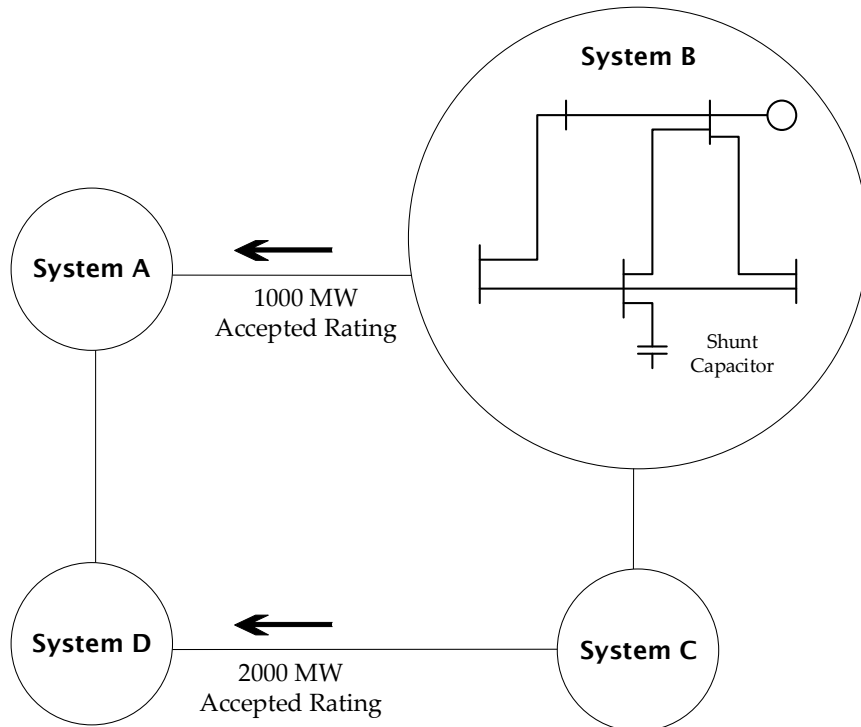 System B
System A
1000 MW
Accepted Rating
Shunt
Capacitor
System D
2000 MW
Accepted Rating
System C